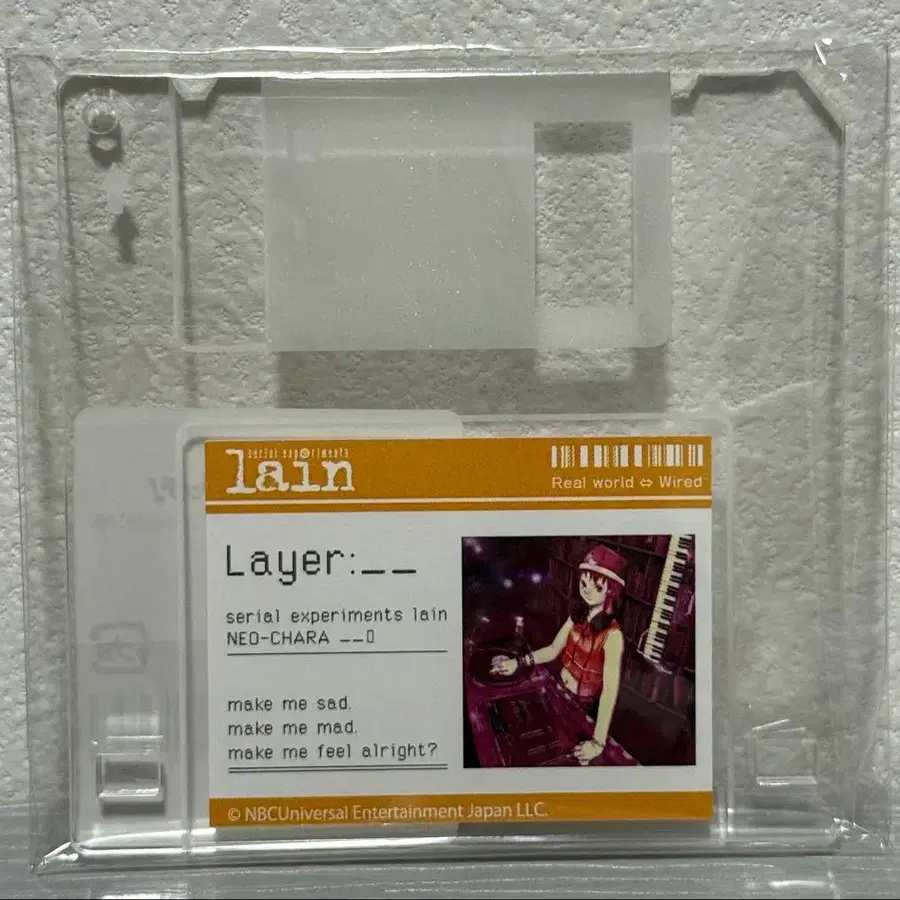 serial experiments
lain
Real world ⇔ Wired
Layer:__
serial experiments lain
NEO-CHARA __▯
make me sad.
make me mad.
make me feel alright?
© NBCUniversal Entertainment Japan LLC.